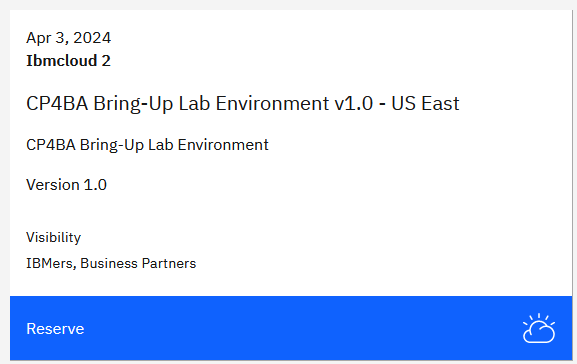 Apr 3, 2024
Ibmcloud 2
CP4BA Bring-Up Lab Environment v1.0 - US East
CP4BA Bring-Up Lab Environment
Version 1.0
Visibility
IBMers, Business Partners
Reserve